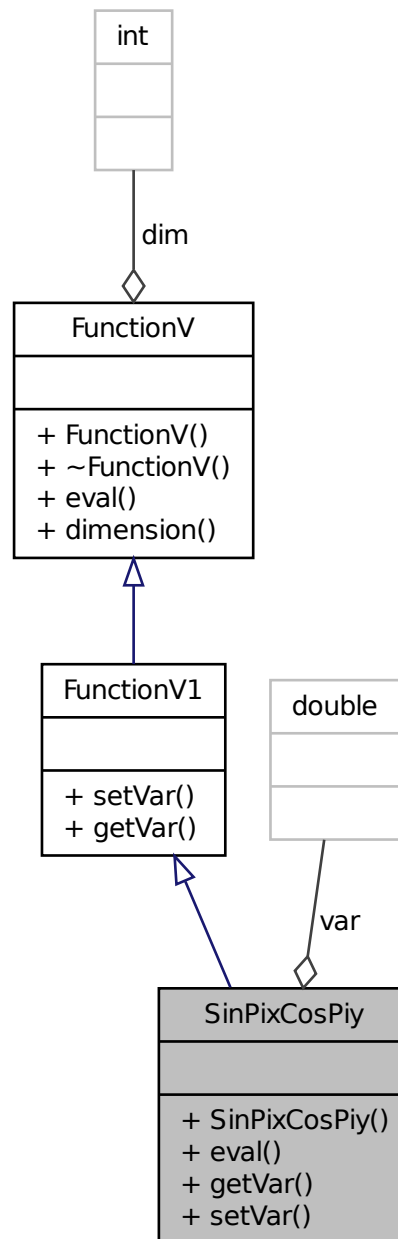 int
dim
FunctionV
+ FunctionV()
+ ~FunctionV()
+ eval()
+ dimension()
FunctionV1
+ setVar()
+ getVar()
double
var
SinPixCosPiy
+ SinPixCosPiy()
+ eval()
+ getVar()
+ setVar()